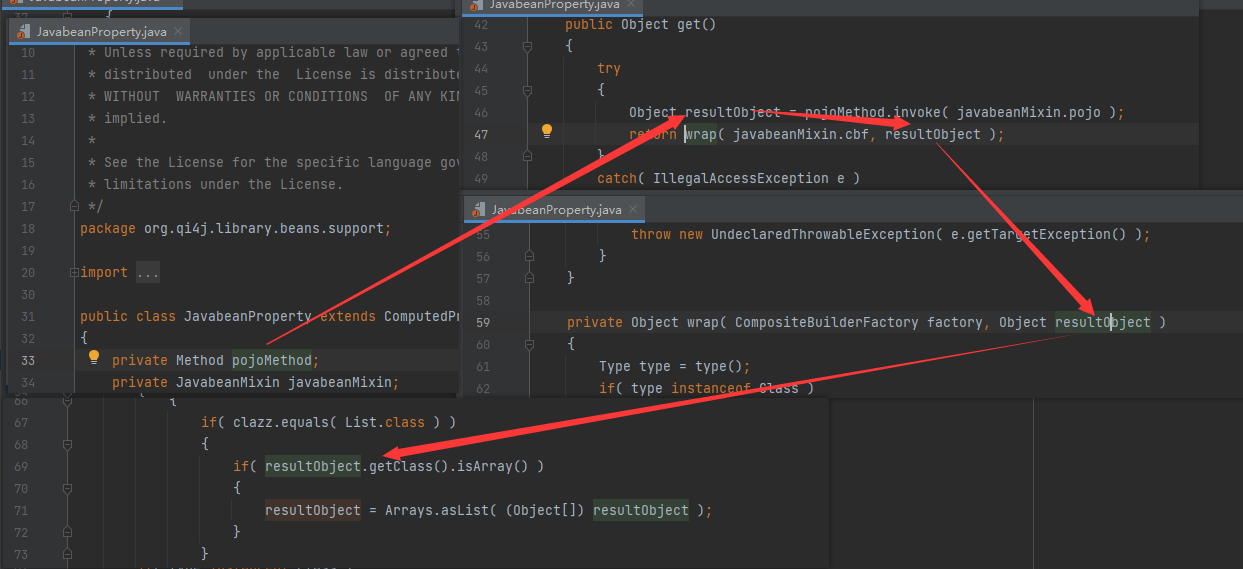 JavabeanProperty.java
37 {
JavabeanProperty.java
10 * Unless required by applicable law or agreed
11 * distributed  under the  License is distribute
12 * WITHOUT  WARRANTIES OR CONDITIONS  OF ANY KIN
13 * implied.
14 *
15 * See the License for the specific language gov
16 * limitations under the License.
17 */
18 package org.qi4j.library.beans.support;
19
20 import ...
30
31 public class JavabeanProperty extends ComputedPr
32 {
33 private Method pojoMethod;
34 private JavabeanMixin javabeanMixin;
JavabeanProperty.java
42 public Object get()
43 {
44 try
45 {
46 Object resultObject = pojoMethod.invoke( javabeanMixin.pojo );
47 return wrap( javabeanMixin.cbf, resultObject );
48 }
49 catch( IllegalAccessException e )
JavabeanProperty.java
55 throw new UndeclaredThrowableException( e.getTargetException() );
56 }
57 }
58
59 private Object wrap( CompositeBuilderFactory factory, Object resultObject )
60 {
61 Type type = type();
62 if( type instanceof Class )
{
67 if( clazz.equals( List.class ) )
68 {
69 if( resultObject.getClass().isArray() )
70 {
71 resultObject = Arrays.asList( (Object[]) resultObject );
72 }
73 }